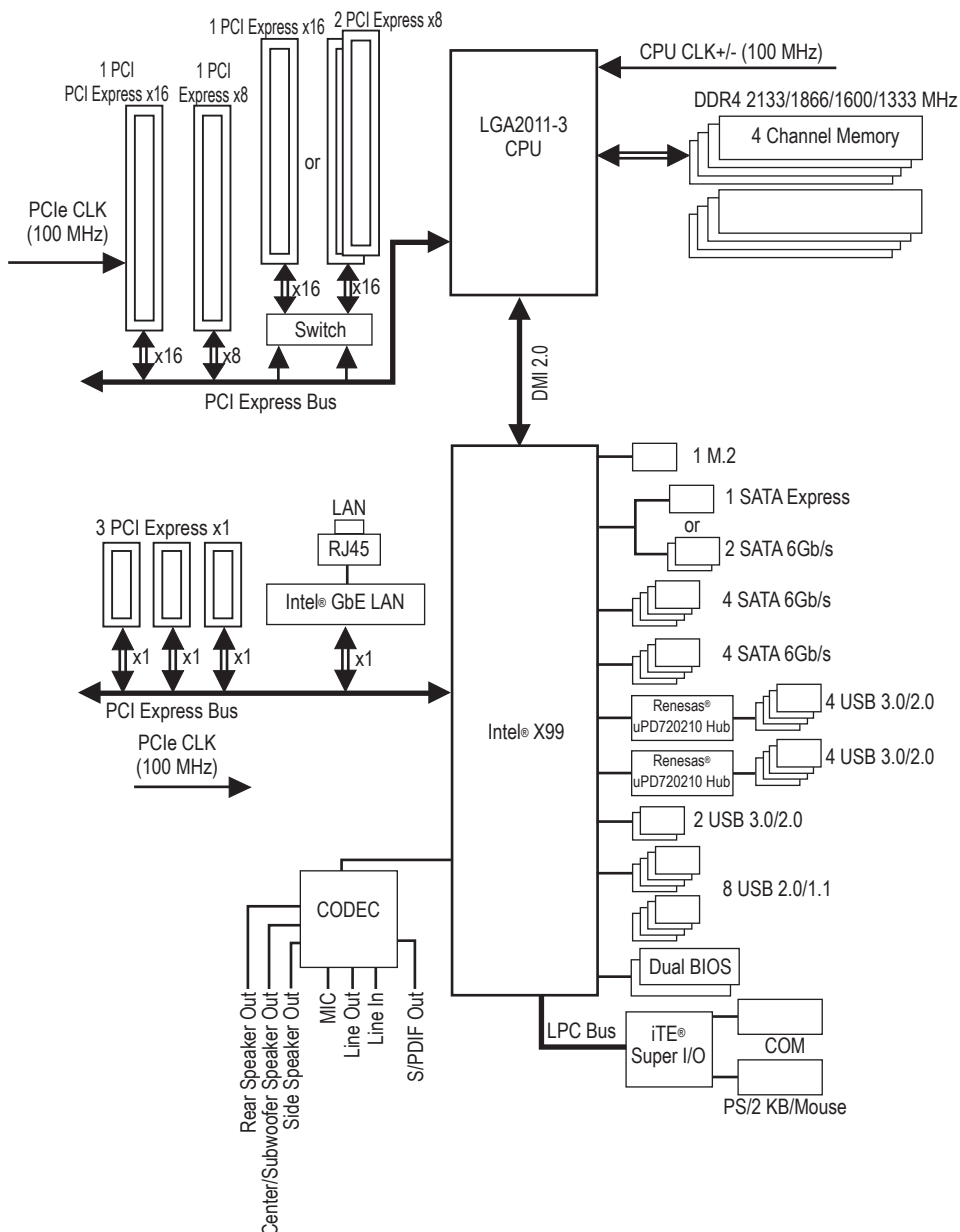 1 PCI Express x16
2 PCI Express x8
1 PCI
PCI Express x16
1 PCI
Express x8
or
PCIe CLK
(100 MHz)
x16
x16
Switch
x16
x8
PCI Express Bus
LGA2011-3
CPU
CPU CLK+/- (100 MHz)
DDR4 2133/1866/1600/1333 MHz
4 Channel Memory
DMI 2.0
3 PCI Express x1
LAN
RJ45
Intel® GbE LAN
x1
x1
x1
x1
PCI Express Bus
PCIe CLK
(100 MHz)
Intel® X99
1 M.2
1 SATA Express
or
2 SATA 6Gb/s
4 SATA 6Gb/s
4 SATA 6Gb/s
Renesas®
uPD720210 Hub
4 USB 3.0/2.0
Renesas®
uPD720210 Hub
4 USB 3.0/2.0
2 USB 3.0/2.0
8 USB 2.0/1.1
Dual BIOS
CODEC
Rear Speaker Out
Center/Subwoofer Speaker Out
Side Speaker Out
MIC
Line Out
Line In
S/PDIF Out
LPC Bus
iTE®
Super I/O
COM
PS/2 KB/Mouse